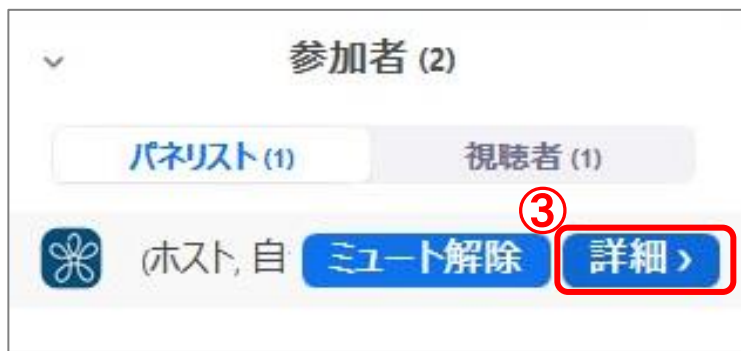 参加者 (2)
パネリスト (1) 視聴者 (1)
③
(ホスト, 自 ミュート解除 詳細 ›